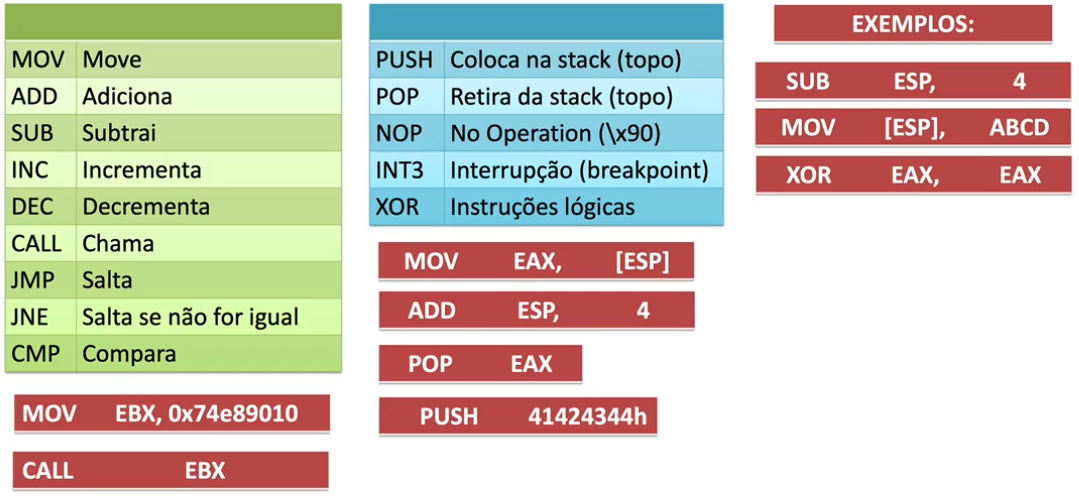 MOV Move
ADD Adiciona
SUB Subtrai
INC Incrementa
DEC Decrementa
CALL Chama
JMP Salta
JNE Salta se não for igual
CMP Compara
MOV EBX, 0x74e89010
CALL EBX
PUSH Coloca na stack (topo)
POP Retira da stack (topo)
NOP No Operation (\x90)
INT3 Interrupção (breakpoint)
XOR Instruções lógicas
MOV EAX, [ESP]
ADD ESP, 4
POP EAX
PUSH 41424344h
EXEMPLOS:
SUB ESP, 4
MOV [ESP], ABCD
XOR EAX, EAX